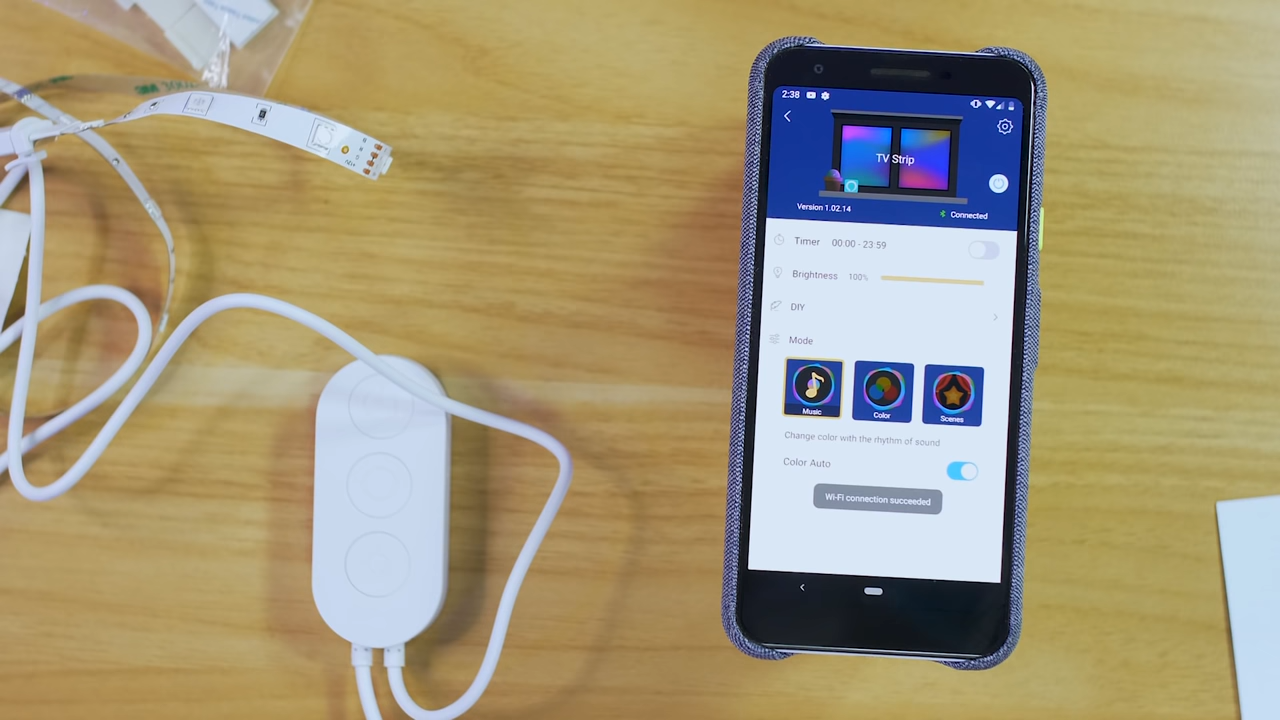 2:38
TV Strip
Version 1.02.14
Connected
Timer 00:00 - 23:59
Brightness 100%
DIY
Mode
Music
Color
Scenes
Change color with the rhythm of sound
Color Auto
Wi-Fi connection succeeded